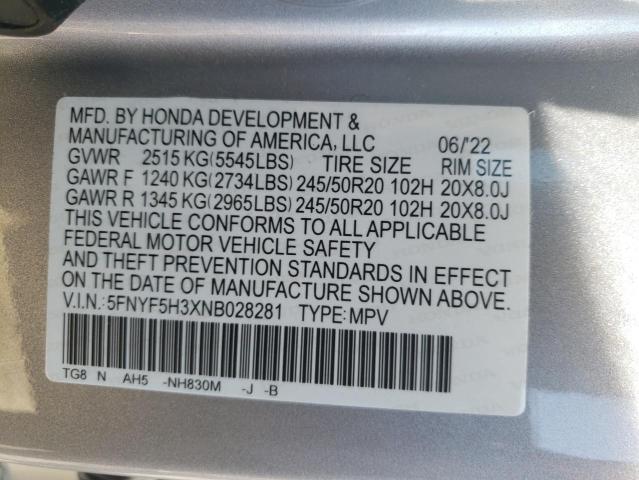 MFD. BY HONDA DEVELOPMENT &
MANUFACTURING OF AMERICA, LLC 06/'22
GVWR 2515 KG(5545LBS) TIRE SIZE RIM SIZE
GAWR F 1240 KG(2734LBS) 245/50R20 102H 20X8.0J
GAWR R 1345 KG(2965LBS) 245/50R20 102H 20X8.0J
THIS VEHICLE CONFORMS TO ALL APPLICABLE
FEDERAL MOTOR VEHICLE SAFETY
AND THEFT PREVENTION STANDARDS IN EFFECT
ON THE DATE OF MANUFACTURE SHOWN ABOVE.
V.I.N.:5FNYF5H3XNB028281 TYPE:MPV
TG8 N AH5 -NH830M -J -B